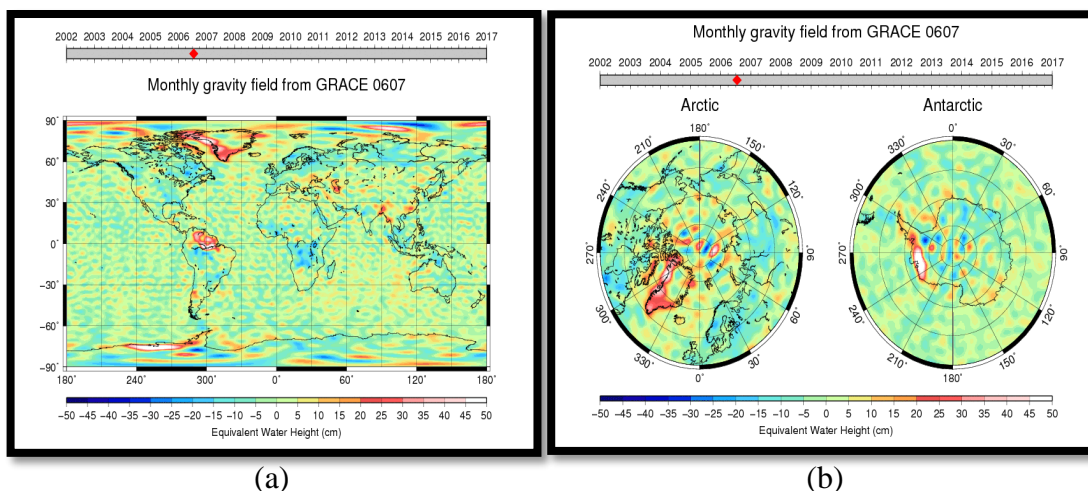 2002 2003 2004 2005 2006 2007 2008 2009 2010 2011 2012 2013 2014 2015 2016 2017
Monthly gravity field from GRACE 0607
90°
60°
30°
0°
−30°
−60°
−90°
180° 240° 300° 0° 60° 120° 180°
−50 −45 −40 −35 −30 −25 −20 −15 −10 −5 0 5 10 15 20 25 30 35 40 45 50
Equivalent Water Height (cm)
(a)
Monthly gravity field from GRACE 0607
2002 2003 2004 2005 2006 2007 2008 2009 2010 2011 2012 2013 2014 2015 2016 2017
Arctic
180°
210° 150°
240° 120°
270° 90°
300° 60°
330° 30°
0°
Antarctic
0°
330° 30°
300° 60°
270° 90°
240° 120°
210° 150°
180°
−50 −45 −40 −35 −30 −25 −20 −15 −10 −5 0 5 10 15 20 25 30 35 40 45 50
Equivalent Water Height (cm)
(b)